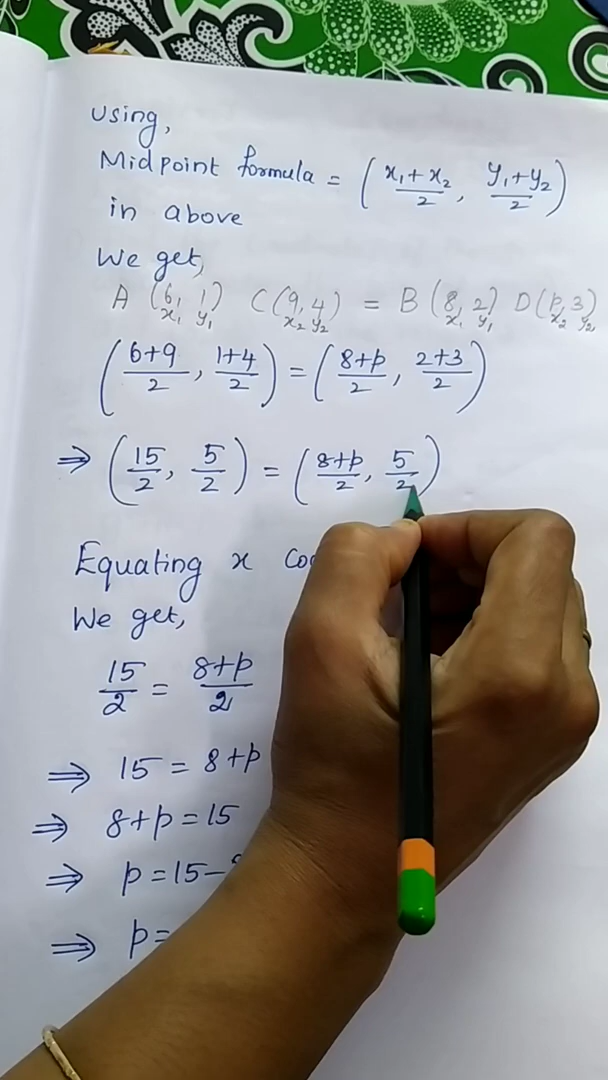 Using,
Midpoint formula = ( x₁+x₂/2 , y₁+y₂/2 )
in above
We get,
A (6, 1) C(9, 4) = B (8, 2) D(p, 3)
x₁ y₁ x₂ y₂ x₁ y₁ x₂ y₂
( 6+9/2 , 1+4/2 ) = ( 8+p/2 , 2+3/2 )
⇒ ( 15/2 , 5/2 ) = ( 8+p/2 , 5/2 )
Equating x
We get,
15/2 = 8+p/2
⇒ 15 = 8+p
⇒ 8+p=15
⇒ p=15-
⇒ p=